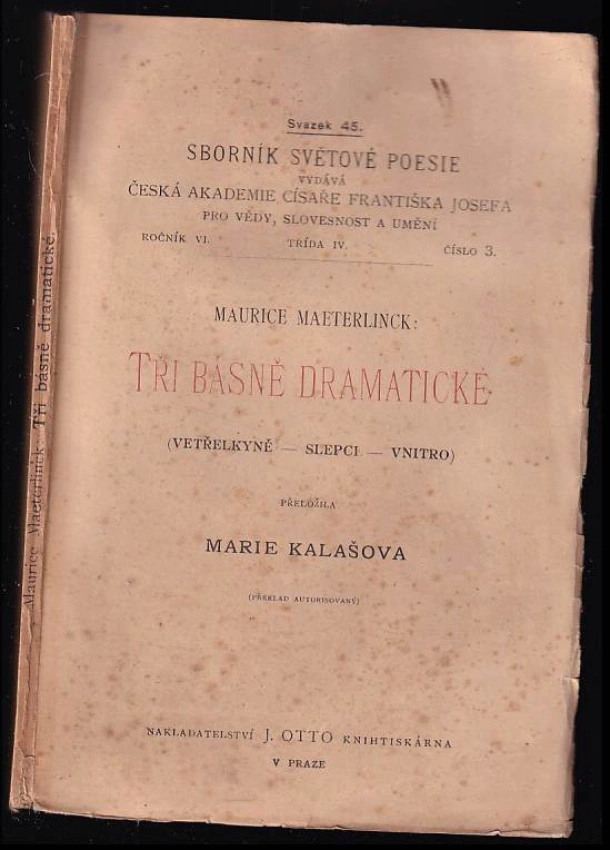 Svazek 45.
SBORNÍK SVĚTOVÉ POESIE
VYDÁVÁ
ČESKÁ AKADEMIE CÍSAŘE FRANTIŠKA JOSEFA
PRO VĚDY, SLOVESNOST A UMĚNÍ
ROČNÍK VI. TŘÍDA IV. ČÍSLO 3.
MAURICE MAETERLINCK:
TŘI BÁSNĚ DRAMATICKÉ
(VETŘELKYNĚ — SLEPCI — VNITRO)
PŘELOŽILA
MARIE KALAŠOVA
(PŘEKLAD AUTORISOVANÝ)
NAKLADATELSTVÍ J. OTTO KNIHTISKÁRNA
V PRAZE
Maurice Maeterlinck: Tři básně dramatické.